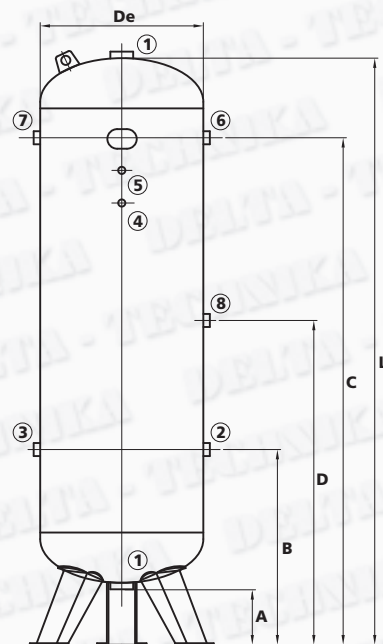 De
①
⑦
⑥
⑤
④
⑧
L
C
③
②
D
B
①
A
DELTA - TECHNIKA